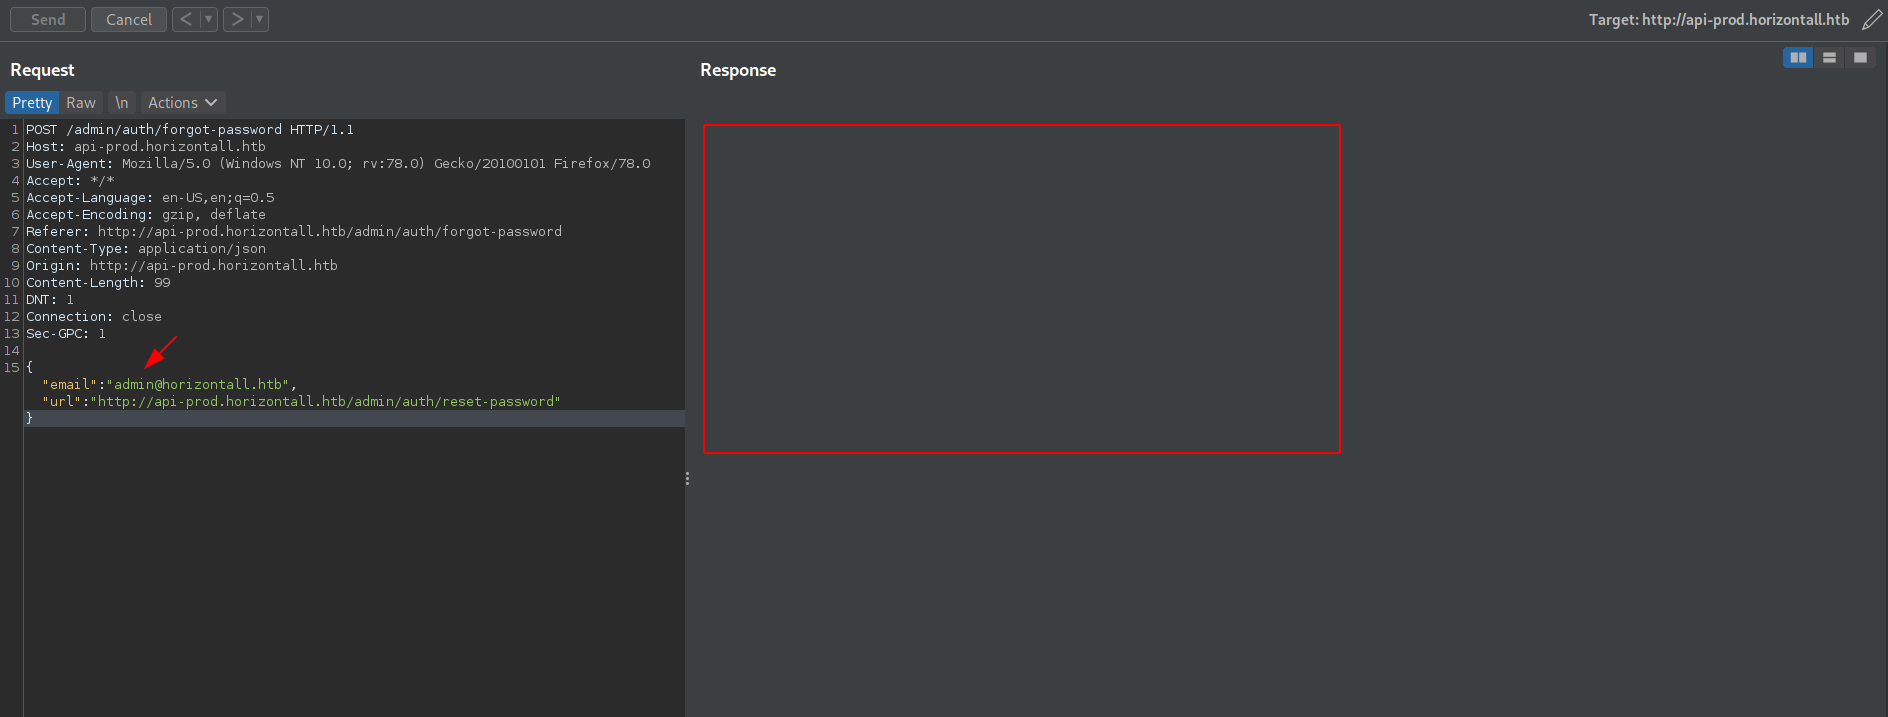 Send Cancel < ▼ > ▼ Target: http://api-prod.horizontall.htb
Request
Response
Pretty Raw \n Actions
1 POST /admin/auth/forgot-password HTTP/1.1
2 Host: api-prod.horizontall.htb
3 User-Agent: Mozilla/5.0 (Windows NT 10.0; rv:78.0) Gecko/20100101 Firefox/78.0
4 Accept: */*
5 Accept-Language: en-US,en;q=0.5
6 Accept-Encoding: gzip, deflate
7 Referer: http://api-prod.horizontall.htb/admin/auth/forgot-password
8 Content-Type: application/json
9 Origin: http://api-prod.horizontall.htb
10 Content-Length: 99
11 DNT: 1
12 Connection: close
13 Sec-GPC: 1
14
15 {
"email":"admin@horizontall.htb",
"url":"http://api-prod.horizontall.htb/admin/auth/reset-password"
}